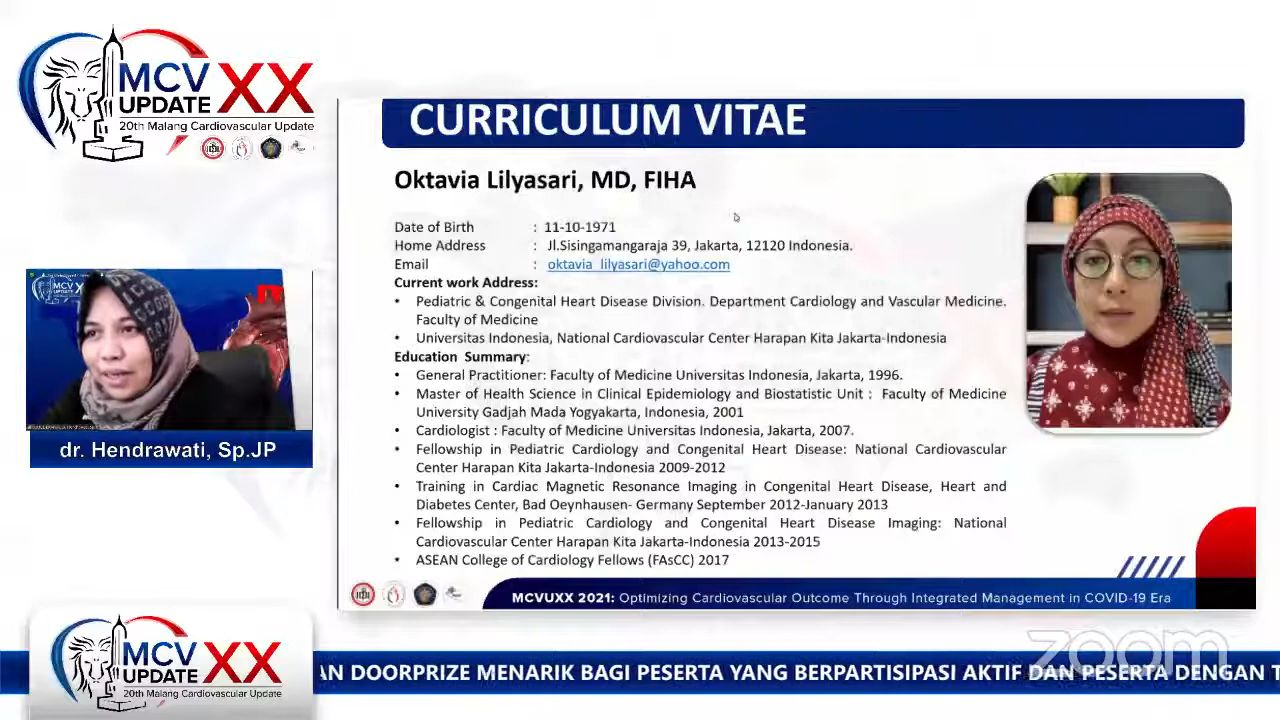 MCV
UPDATE
XX
20th Malang Cardiovascular Update
CURRICULUM VITAE
Oktavia Lilyasari, MD, FIHA
Date of Birth : 11-10-1971
Home Address : Jl.Sisingamangaraja 39, Jakarta, 12120 Indonesia.
Email : oktavia_lilyasari@yahoo.com
Current work Address:
• Pediatric & Congenital Heart Disease Division. Department Cardiology and Vascular Medicine.
Faculty of Medicine
• Universitas Indonesia, National Cardiovascular Center Harapan Kita Jakarta-Indonesia
Education Summary:
• General Practitioner: Faculty of Medicine Universitas Indonesia, Jakarta, 1996.
• Master of Health Science in Clinical Epidemiology and Biostatistic Unit : Faculty of Medicine
University Gadjah Mada Yogyakarta, Indonesia, 2001
• Cardiologist : Faculty of Medicine Universitas Indonesia, Jakarta, 2007.
• Fellowship in Pediatric Cardiology and Congenital Heart Disease: National Cardiovascular
Center Harapan Kita Jakarta-Indonesia 2009-2012
• Training in Cardiac Magnetic Resonance Imaging in Congenital Heart Disease, Heart and
Diabetes Center, Bad Oeynhausen- Germany September 2012-January 2013
• Fellowship in Pediatric Cardiology and Congenital Heart Disease Imaging: National
Cardiovascular Center Harapan Kita Jakarta-Indonesia 2013-2015
• ASEAN College of Cardiology Fellows (FAsCC) 2017
dr. Hendrawati, Sp.JP
MCVUXX 2021: Optimizing Cardiovascular Outcome Through Integrated Management in COVID-19 Era
zoom
MCV
UPDATE
XX
20th Malang Cardiovascular Update
AN DOORPRIZE MENARIK BAGI PESERTA YANG BERPARTISIPASI AKTIF DAN PESERTA DENGAN T